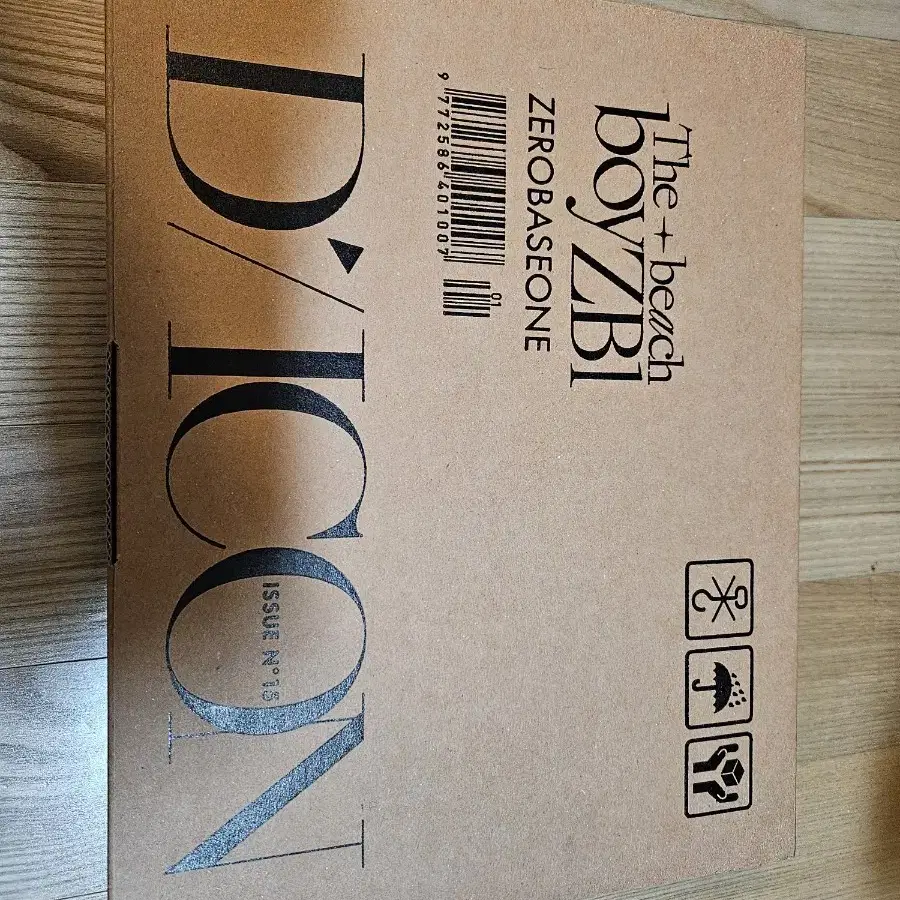 The + beach
boyZB1
ZEROBASEONE
9 772586 401007
01
D'/ICON
ISSUE N°15